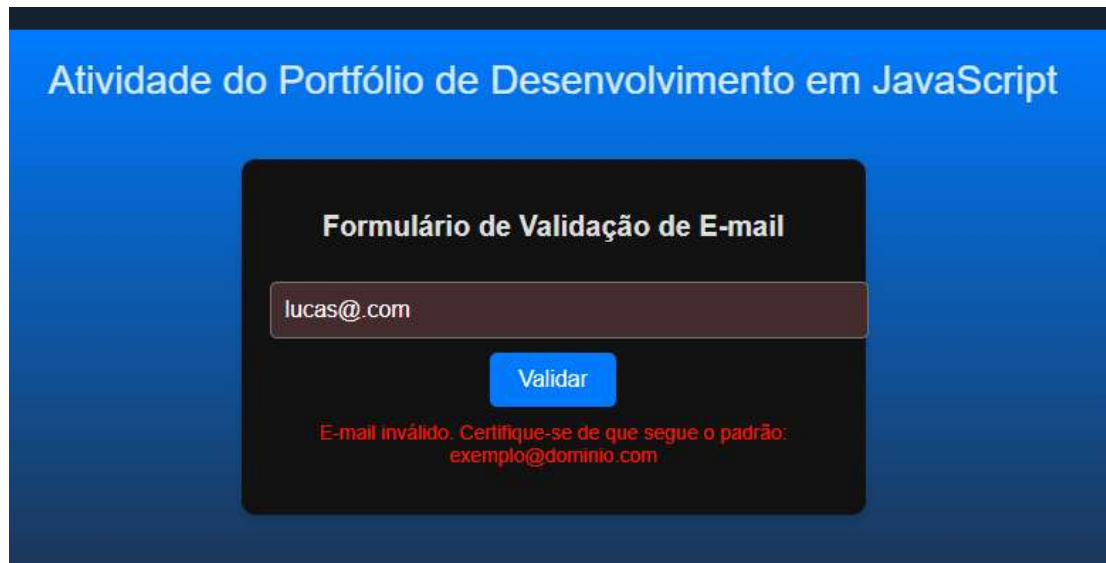 Atividade do Portfólio de Desenvolvimento em JavaScript
Formulário de Validação de E-mail
lucas@.com
Validar
E-mail inválido. Certifique-se de que segue o padrão:
exemplo@dominio.com